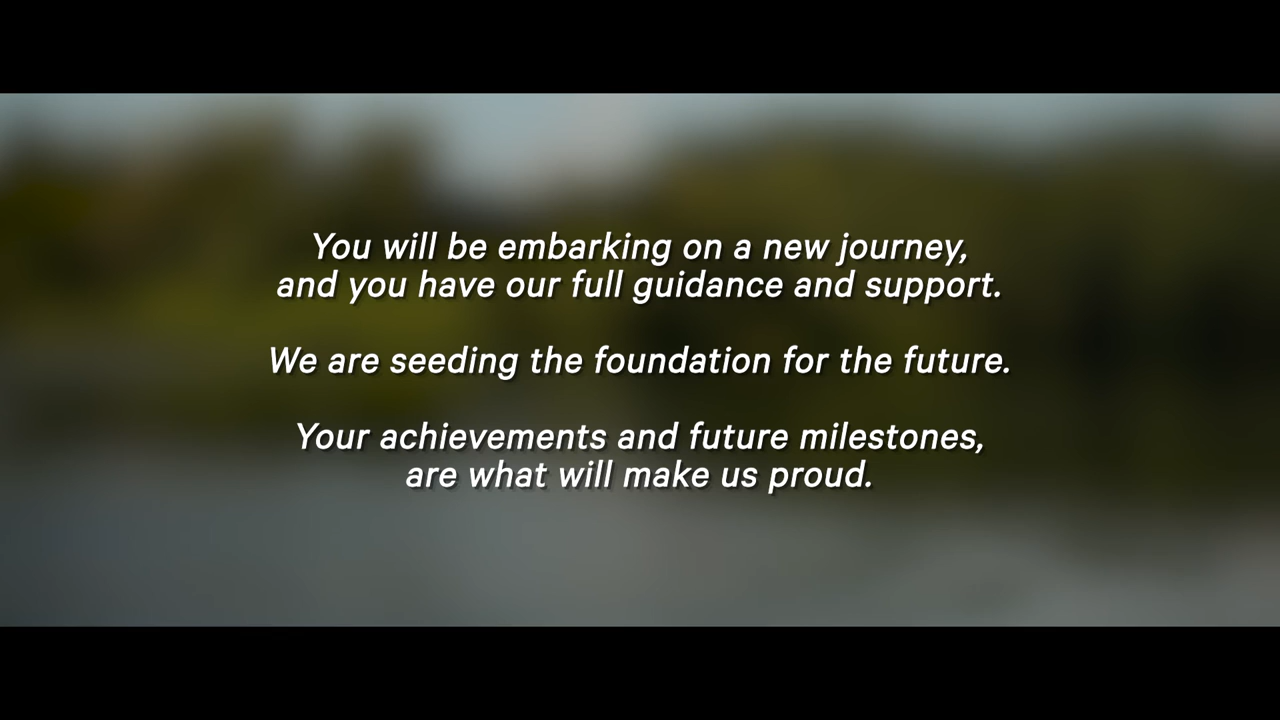 You will be embarking on a new journey,
and you have our full guidance and support.
We are seeding the foundation for the future.
Your achievements and future milestones,
are what will make us proud.